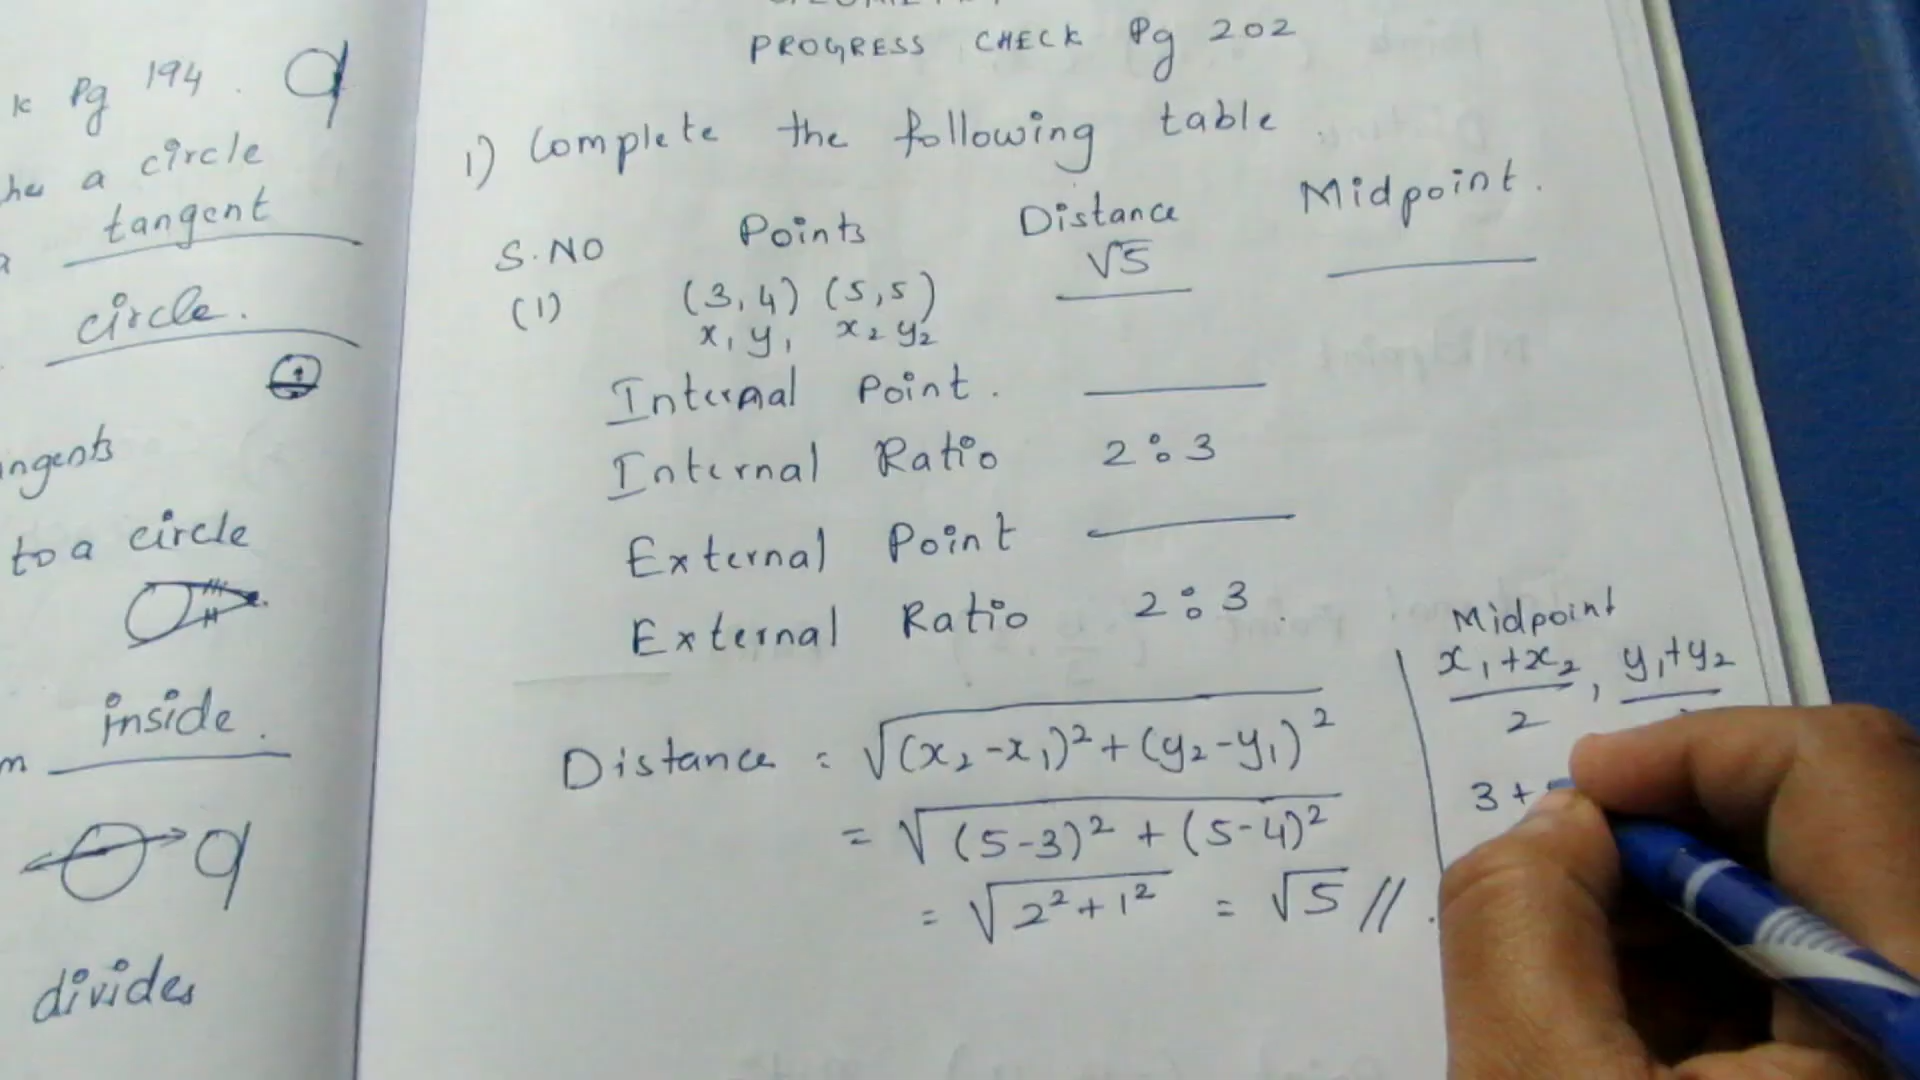 Pg 194
a circle
tangent
circle.
to a circle
inside.
divides
PROGRESS CHECK Pg 202
1) Complete the following table
S.NO Points Distance Midpoint.
(1) (3,4) (5,5) √5
x₁ y₁ x₂ y₂
Internal Point.
Internal Ratio 2:3
External Point
External Ratio 2:3.
Midpoint
x₁+x₂, y₁+y₂
2
Distance = √(x₂-x₁)²+(y₂-y₁)²
3+
= √(5-3)²+(5-4)²
= √2²+1² = √5 //